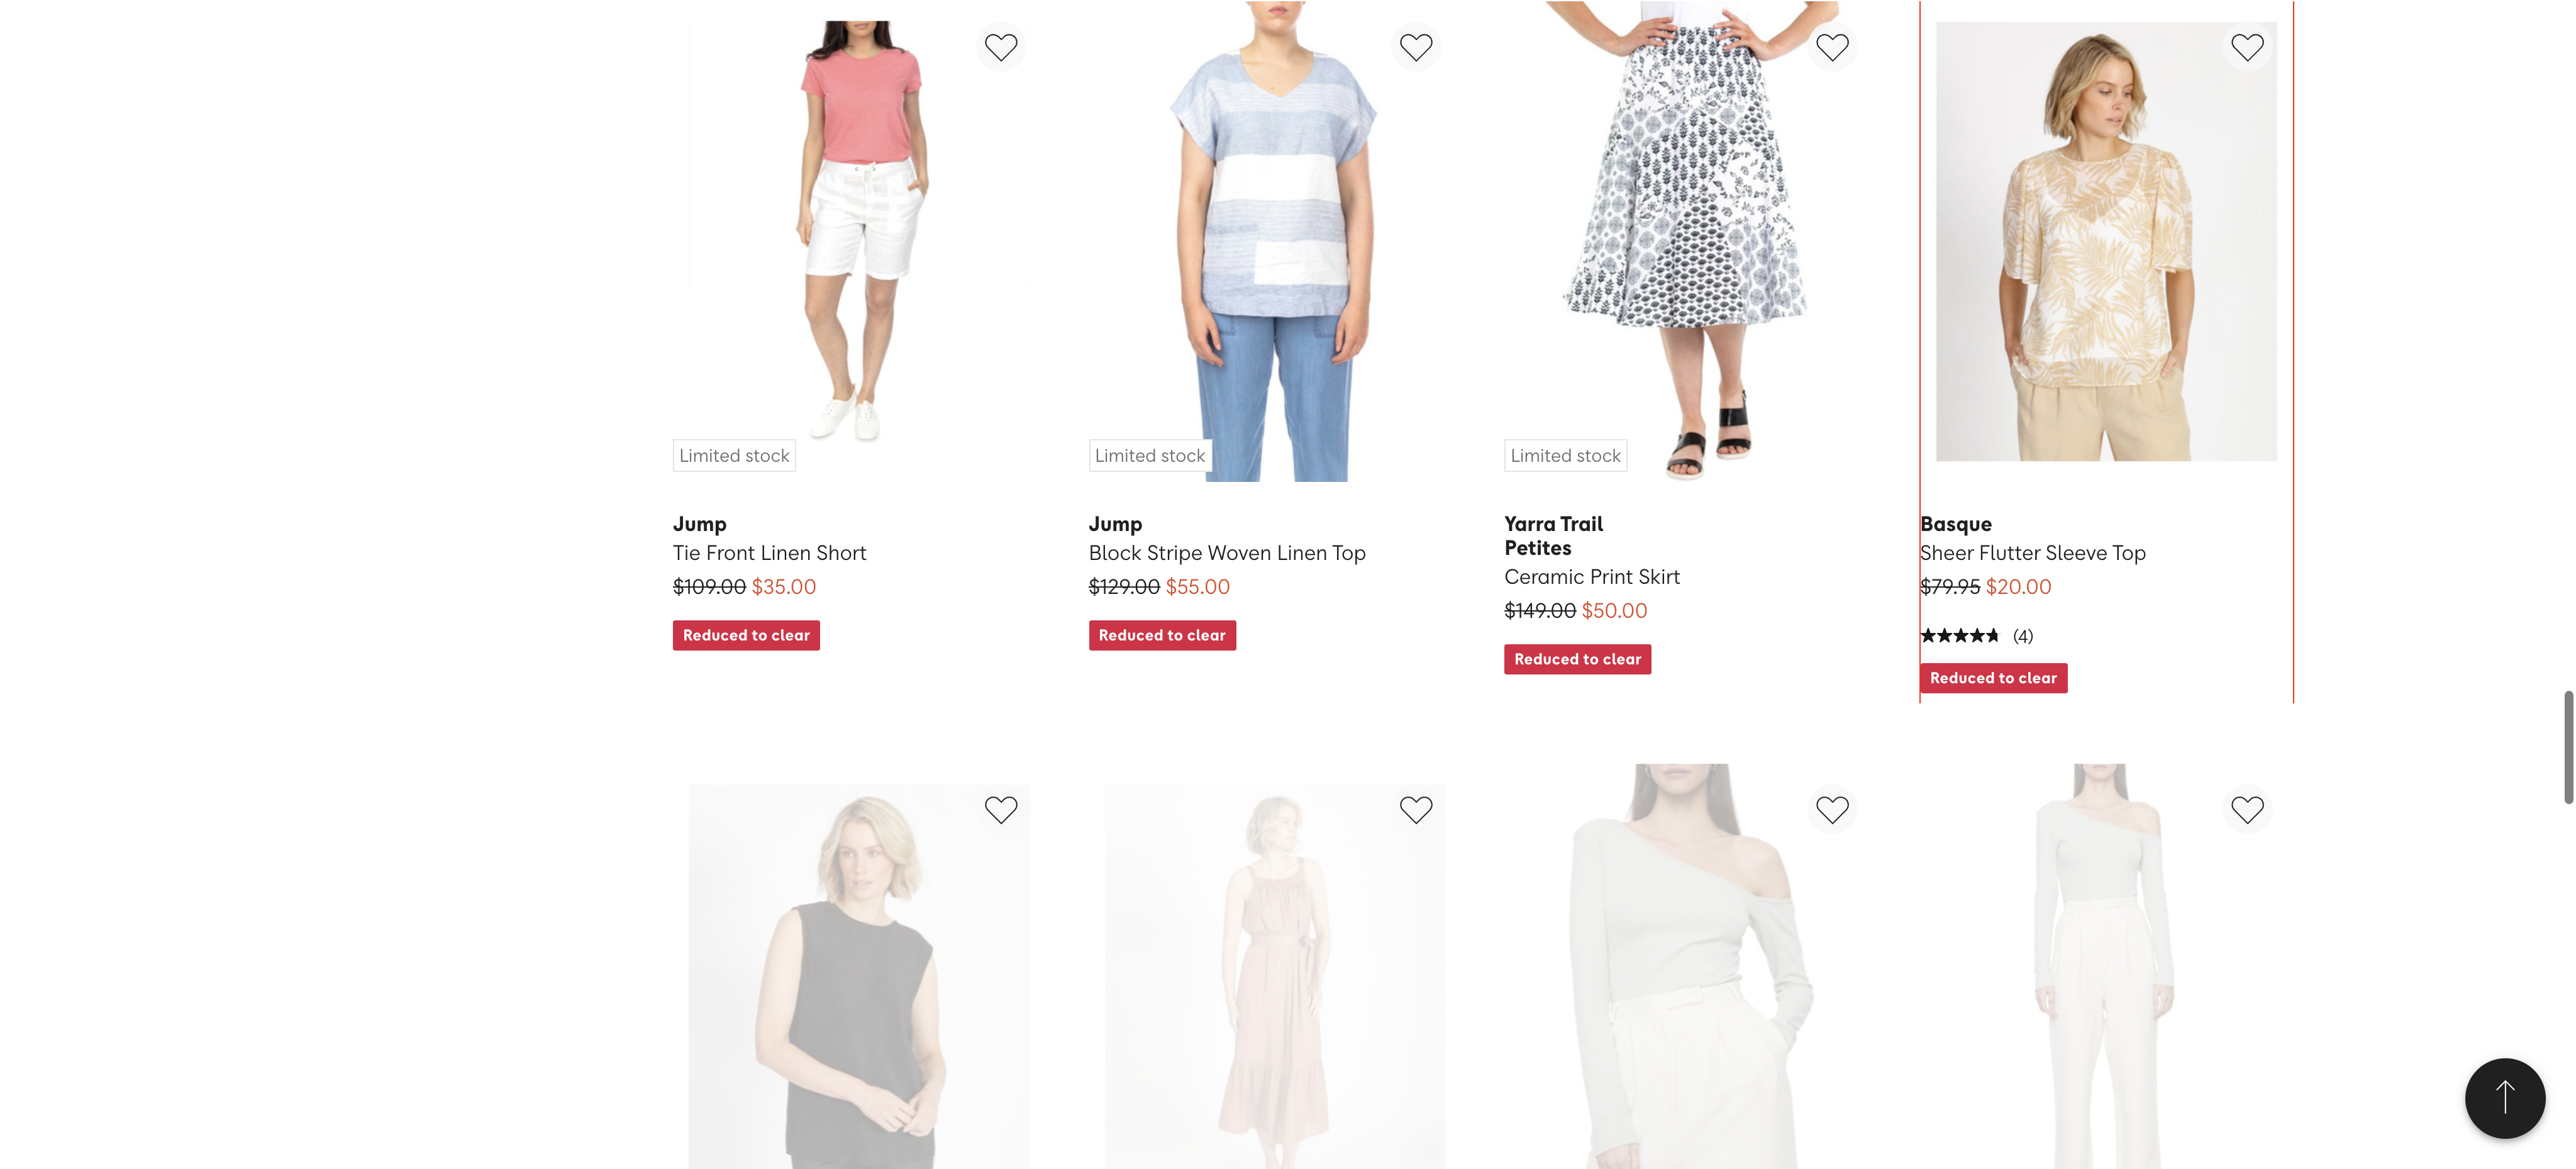 Limited stock
Jump
Tie Front Linen Short
$109.00 $35.00
Reduced to clear
Limited stock
Jump
Block Stripe Woven Linen Top
$129.00 $55.00
Reduced to clear
Limited stock
Yarra Trail
Petites
Ceramic Print Skirt
$149.00 $50.00
Reduced to clear
Basque
Sheer Flutter Sleeve Top
$79.95 $20.00
(4)
Reduced to clear